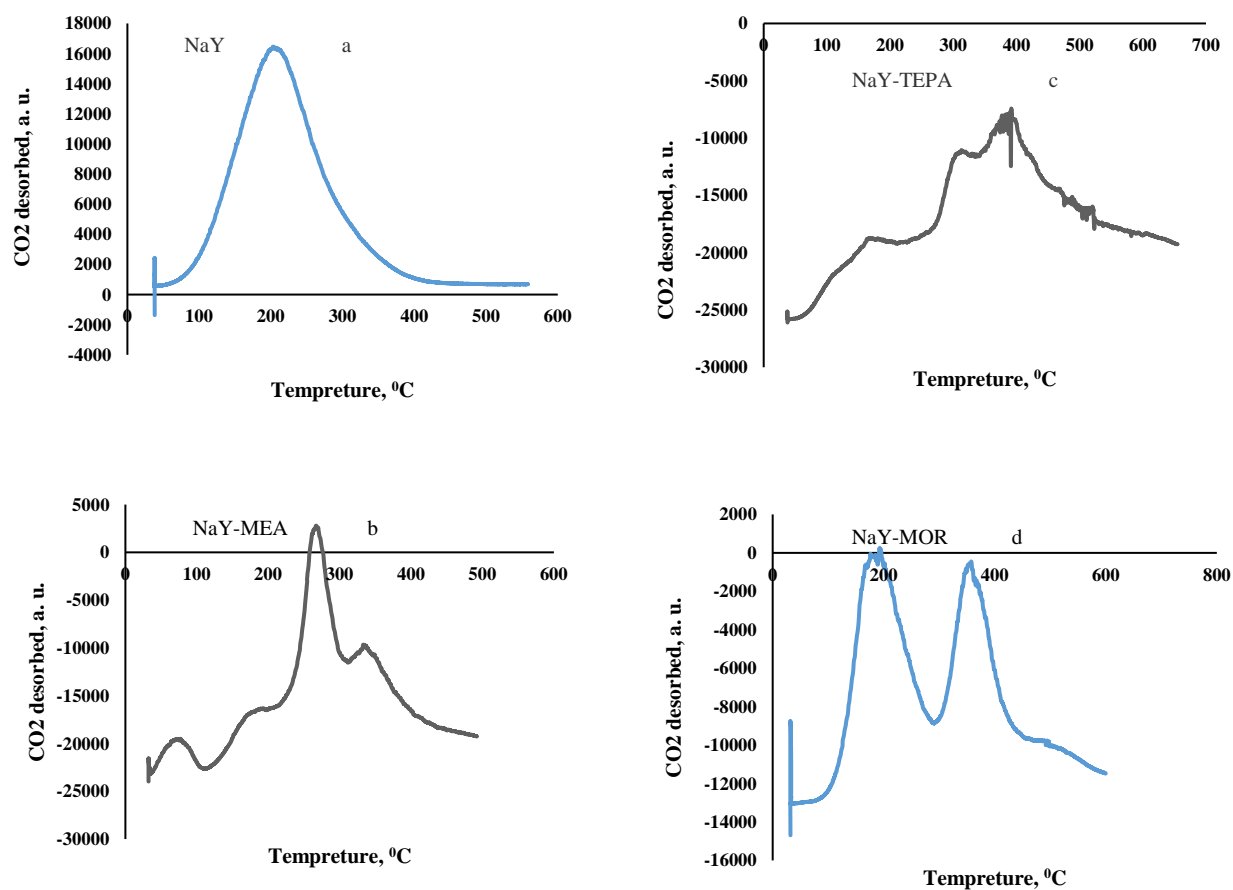 NaY a
18000
16000
14000
12000
10000
8000
6000
4000
2000
0
-2000
-4000
0 100 200 300 400 500 600
CO2 desorbed, a. u.
Tempreture, ⁰C
NaY-TEPA c
0
-5000
-10000
-15000
-20000
-25000
-30000
0 100 200 300 400 500 600 700
CO2 desorbed, a. u.
Tempreture, ⁰C
NaY-MEA b
5000
0
-5000
-10000
-15000
-20000
-25000
-30000
0 100 200 300 400 500 600
CO2 desorbed, a. u.
Tempreture, ⁰C
NaY-MOR d
2000
0
-2000
-4000
-6000
-8000
-10000
-12000
-14000
-16000
0 200 400 600 800
CO2 desorbed, a. u.
Tempreture, ⁰C